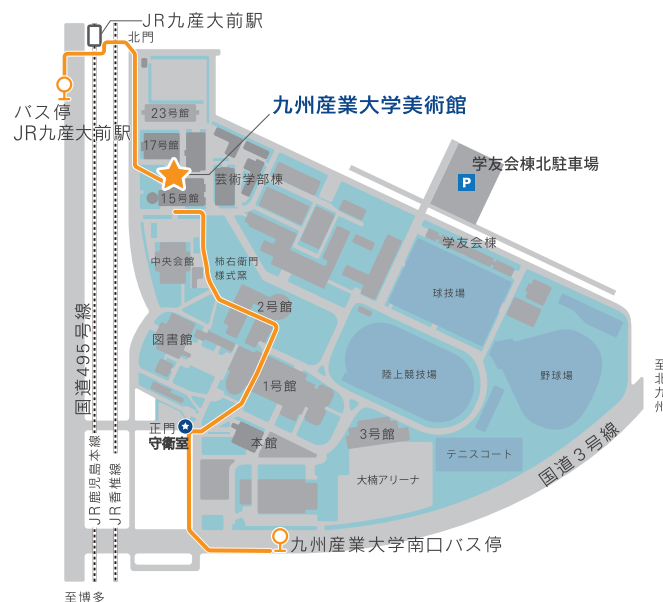 JR九産大前駅
北門
バス停
JR九産大前駅
23号館
17号館
九州産業大学美術館
15号館
芸術学部棟
学友会棟北駐車場
P
学友会棟
中央会館
柿右衛門
様式窯
球技場
2号館
図書館
国道495号線
1号館
陸上競技場
野球場
至北九州
正門
守衛室
本館
3号館
テニスコート
大楠アリーナ
国道3号線
JR鹿児島本線
JR香椎線
九州産業大学南口バス停
至博多